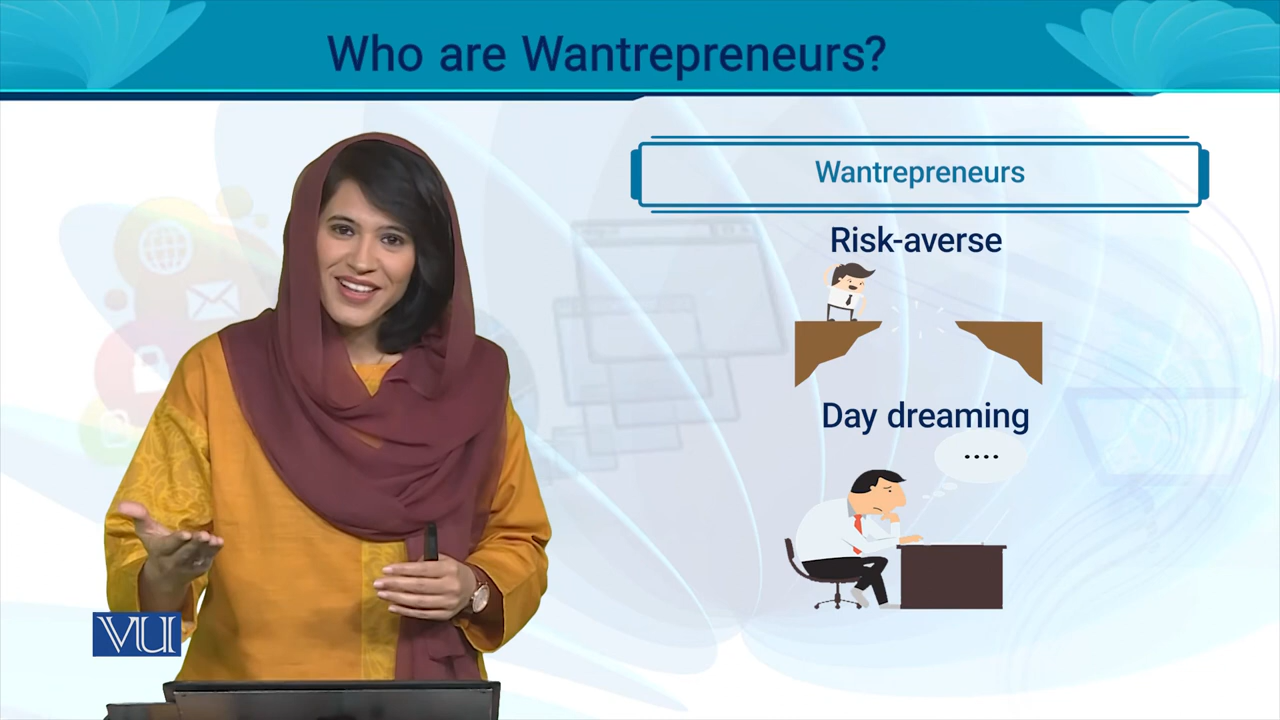 Who are Wantrepreneurs?
Wantrepreneurs
Risk-averse
Day dreaming
....
VU